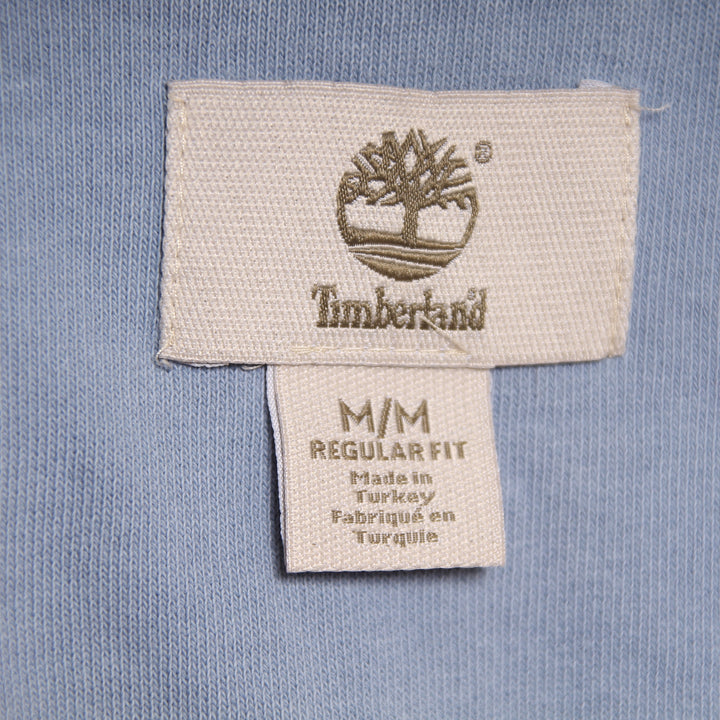 ®
Timberland
M/M
REGULAR FIT
Made in
Turkey
Fabriqué en
Turquie